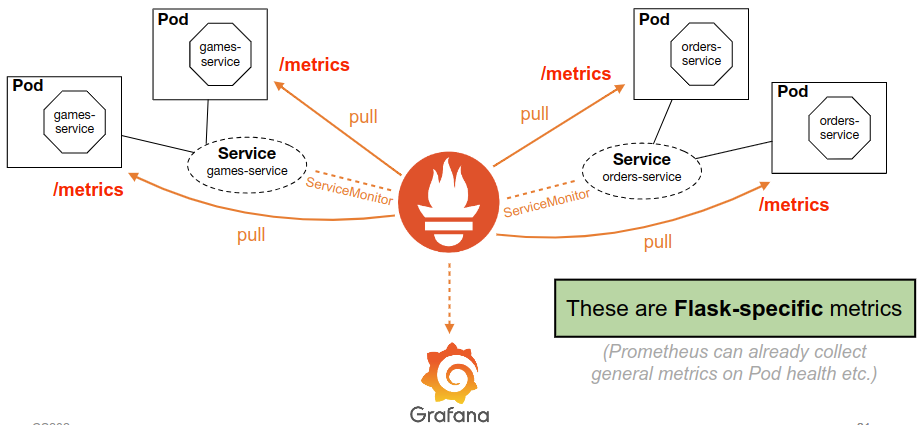 Pod
games-
service
/metrics
pull
Pod
games-
service
/metrics
pull
Service
games-service
ServiceMonitor
Pod
orders-
service
/metrics
pull
Pod
orders-
service
/metrics
pull
Service
orders-service
ServiceMonitor
These are Flask-specific metrics
(Prometheus can already collect
general metrics on Pod health etc.)
Grafana